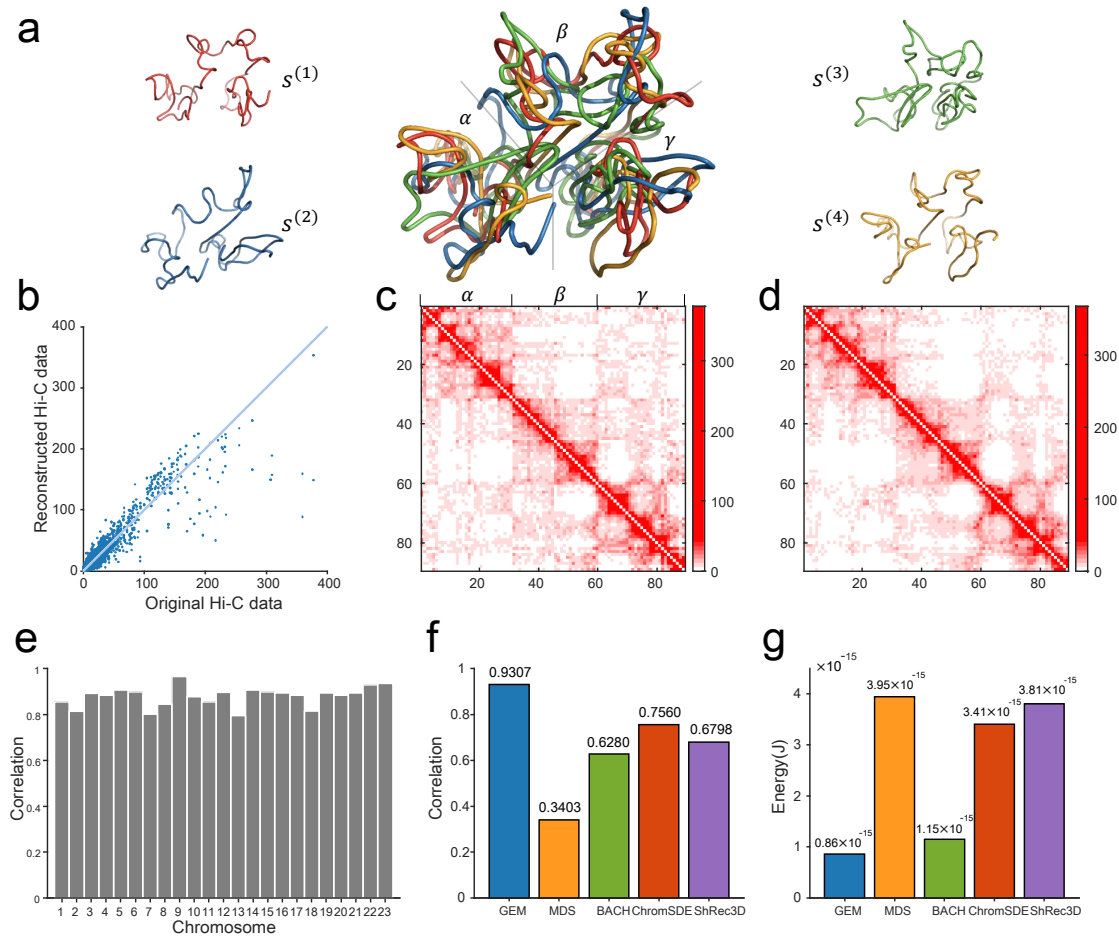 a
s(1)
s(2)
α
β
γ
s(3)
s(4)
b
400
300
200
100
0
0
100
200
300
400
Reconstructed Hi-C data
Original Hi-C data
c
α
β
γ
20
40
60
80
20
40
60
80
300
200
100
0
d
20
40
60
80
20
40
60
80
300
200
100
0
e
1
0.8
0.6
0.4
0.2
0
Correlation
1 2 3 4 5 6 7 8 9 10 11 12 13 14 15 16 17 18 19 20 21 22 23
Chromosome
f
1
0.8
0.6
0.4
0.2
0
Correlation
0.9307
0.3403
0.6280
0.7560
0.6798
GEM MDS BACH ChromSDE ShRec3D
g
×10-15
4
3
2
1
0
Energy(J)
0.86×10-15
3.95×10-15
1.15×10-15
3.41×10-15
3.81×10-15
GEM MDS BACH ChromSDE ShRec3D